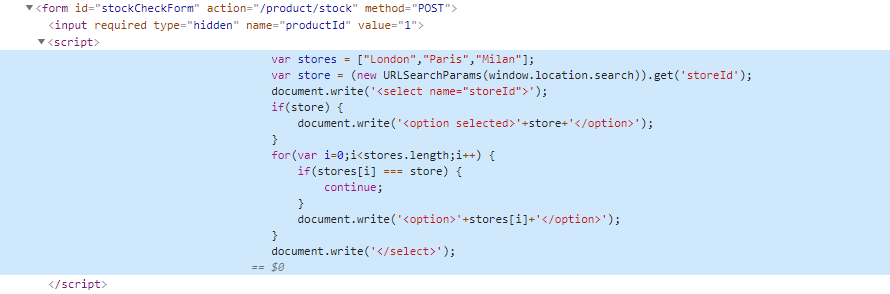 ▼<form id="stockCheckForm" action="/product/stock" method="POST">
<input required type="hidden" name="productId" value="1">
▼<script>
var stores = ["London","Paris","Milan"];
var store = (new URLSearchParams(window.location.search)).get('storeId');
document.write('<select name="storeId">');
if(store) {
document.write('<option selected>'+store+'</option>');
}
for(var i=0;i<stores.length;i++) {
if(stores[i] === store) {
continue;
}
document.write('<option>'+stores[i]+'</option>');
}
document.write('</select>');
== $0
</script>